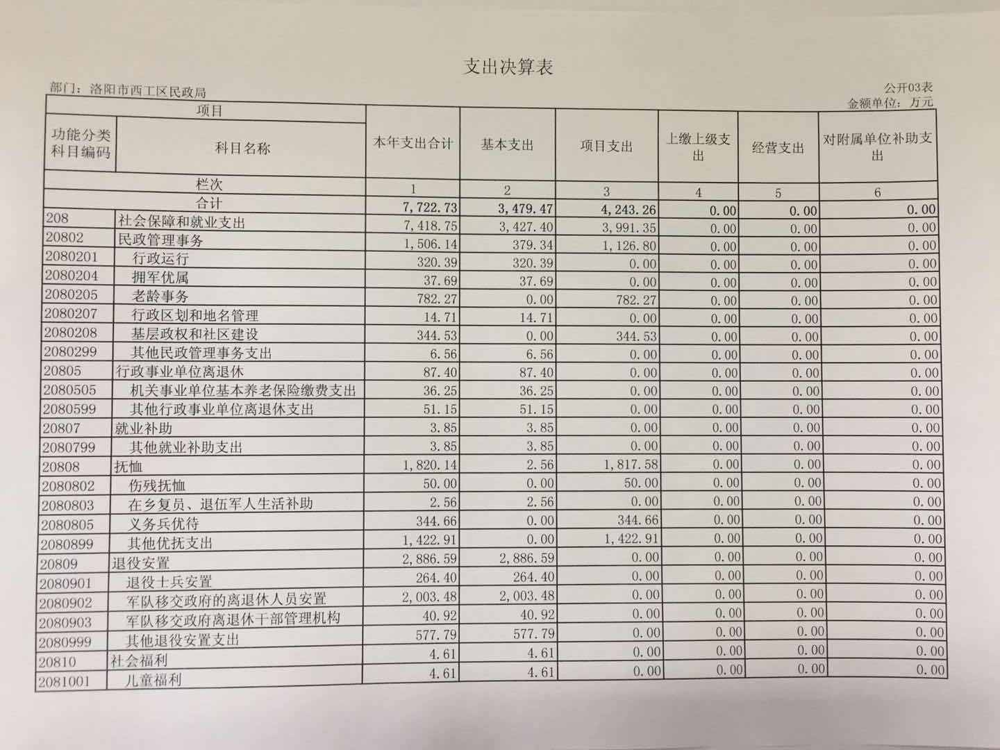 支出决算表
公开03表
部门：洛阳市西工区民政局
金额单位：万元
项目
功能分类科目编码 科目名称 本年支出合计 基本支出 项目支出 上缴上级支出 经营支出 对附属单位补助支出
栏次 1 2 3 4 5 6
合计 7,722.73 3,479.47 4,243.26 0.00 0.00 0.00
208 社会保障和就业支出 7,418.75 3,427.40 3,991.35 0.00 0.00 0.00
20802 民政管理事务 1,506.14 379.34 1,126.80 0.00 0.00 0.00
2080201 行政运行 320.39 320.39 0.00 0.00 0.00 0.00
2080204 拥军优属 37.69 37.69 0.00 0.00 0.00 0.00
2080205 老龄事务 782.27 0.00 782.27 0.00 0.00 0.00
2080207 行政区划和地名管理 14.71 14.71 0.00 0.00 0.00 0.00
2080208 基层政权和社区建设 344.53 0.00 344.53 0.00 0.00 0.00
2080299 其他民政管理事务支出 6.56 6.56 0.00 0.00 0.00 0.00
20805 行政事业单位离退休 87.40 87.40 0.00 0.00 0.00 0.00
2080505 机关事业单位基本养老保险缴费支出 36.25 36.25 0.00 0.00 0.00 0.00
2080599 其他行政事业单位离退休支出 51.15 51.15 0.00 0.00 0.00 0.00
20807 就业补助 3.85 3.85 0.00 0.00 0.00 0.00
2080799 其他就业补助支出 3.85 3.85 0.00 0.00 0.00 0.00
20808 抚恤 1,820.14 2.56 1,817.58 0.00 0.00 0.00
2080802 伤残抚恤 50.00 0.00 50.00 0.00 0.00 0.00
2080803 在乡复员、退伍军人生活补助 2.56 2.56 0.00 0.00 0.00 0.00
2080805 义务兵优待 344.66 0.00 344.66 0.00 0.00 0.00
2080899 其他优抚支出 1,422.91 0.00 1,422.91 0.00 0.00 0.00
20809 退役安置 2,886.59 2,886.59 0.00 0.00 0.00 0.00
2080901 退役士兵安置 264.40 264.40 0.00 0.00 0.00 0.00
2080902 军队移交政府的离退休人员安置 2,003.48 2,003.48 0.00 0.00 0.00 0.00
2080903 军队移交政府离退休干部管理机构 40.92 40.92 0.00 0.00 0.00 0.00
2080999 其他退役安置支出 577.79 577.79 0.00 0.00 0.00 0.00
20810 社会福利 4.61 4.61 0.00 0.00 0.00 0.00
2081001 儿童福利 4.61 4.61 0.00 0.00 0.00 0.00